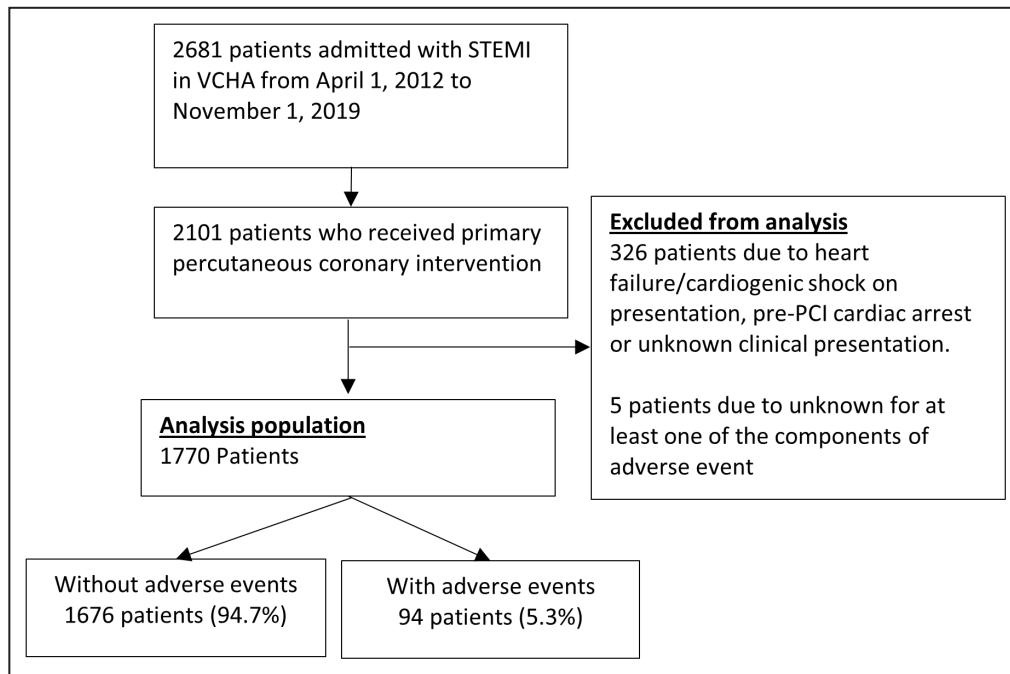 2681 patients admitted with STEMI
in VCHA from April 1, 2012 to
November 1, 2019
2101 patients who received primary
percutaneous coronary intervention
Excluded from analysis
326 patients due to heart
failure/cardiogenic shock on
presentation, pre-PCI cardiac arrest
or unknown clinical presentation.
5 patients due to unknown for at
least one of the components of
adverse event
Analysis population
1770 Patients
Without adverse events
1676 patients (94.7%)
With adverse events
94 patients (5.3%)